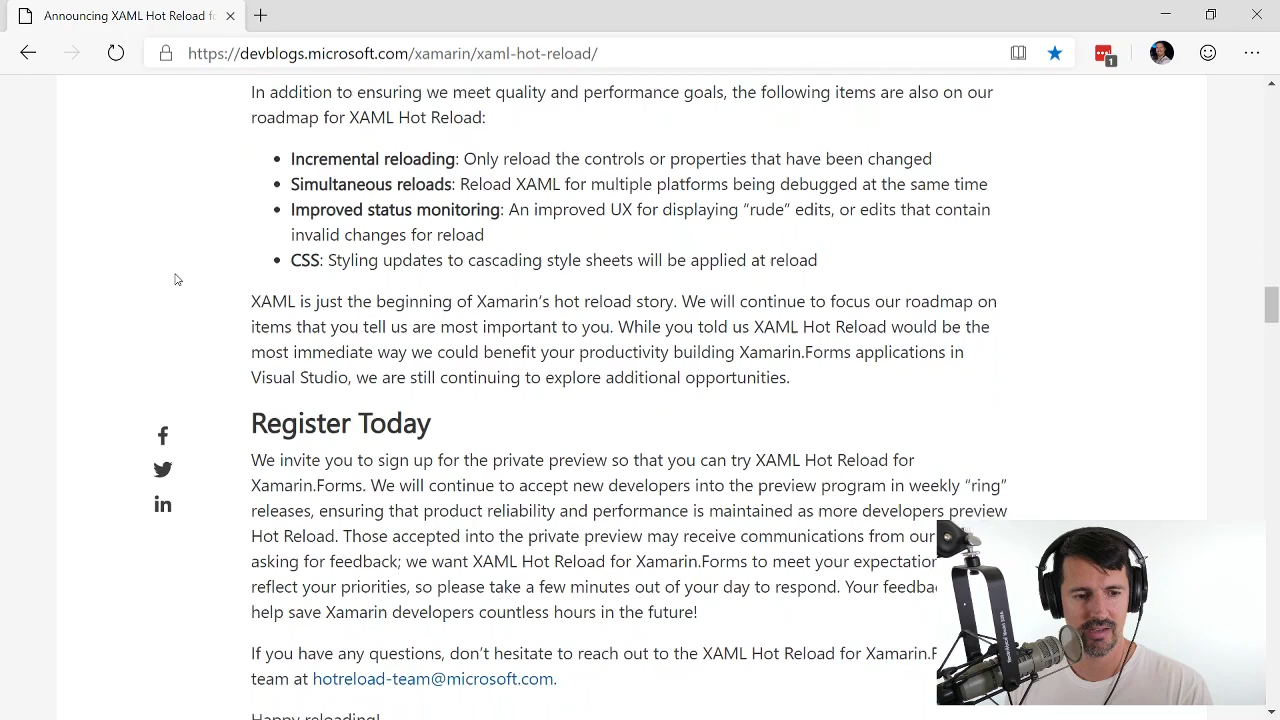 Announcing XAML Hot Reload fo
https://devblogs.microsoft.com/xamarin/xaml-hot-reload/
1
In addition to ensuring we meet quality and performance goals, the following items are also on our
roadmap for XAML Hot Reload:
Incremental reloading: Only reload the controls or properties that have been changed
Simultaneous reloads: Reload XAML for multiple platforms being debugged at the same time
Improved status monitoring: An improved UX for displaying “rude” edits, or edits that contain
invalid changes for reload
CSS: Styling updates to cascading style sheets will be applied at reload
XAML is just the beginning of Xamarin’s hot reload story. We will continue to focus our roadmap on
items that you tell us are most important to you. While you told us XAML Hot Reload would be the
most immediate way we could benefit your productivity building Xamarin.Forms applications in
Visual Studio, we are still continuing to explore additional opportunities.
Register Today
We invite you to sign up for the private preview so that you can try XAML Hot Reload for
Xamarin.Forms. We will continue to accept new developers into the preview program in weekly “ring”
releases, ensuring that product reliability and performance is maintained as more developers preview
Hot Reload. Those accepted into the private preview may receive communications from our
asking for feedback; we want XAML Hot Reload for Xamarin.Forms to meet your expectation
reflect your priorities, so please take a few minutes out of your day to respond. Your feedba
help save Xamarin developers countless hours in the future!
If you have any questions, don’t hesitate to reach out to the XAML Hot Reload for Xamarin.F
team at hotreload-team@microsoft.com.
Happy reloading!